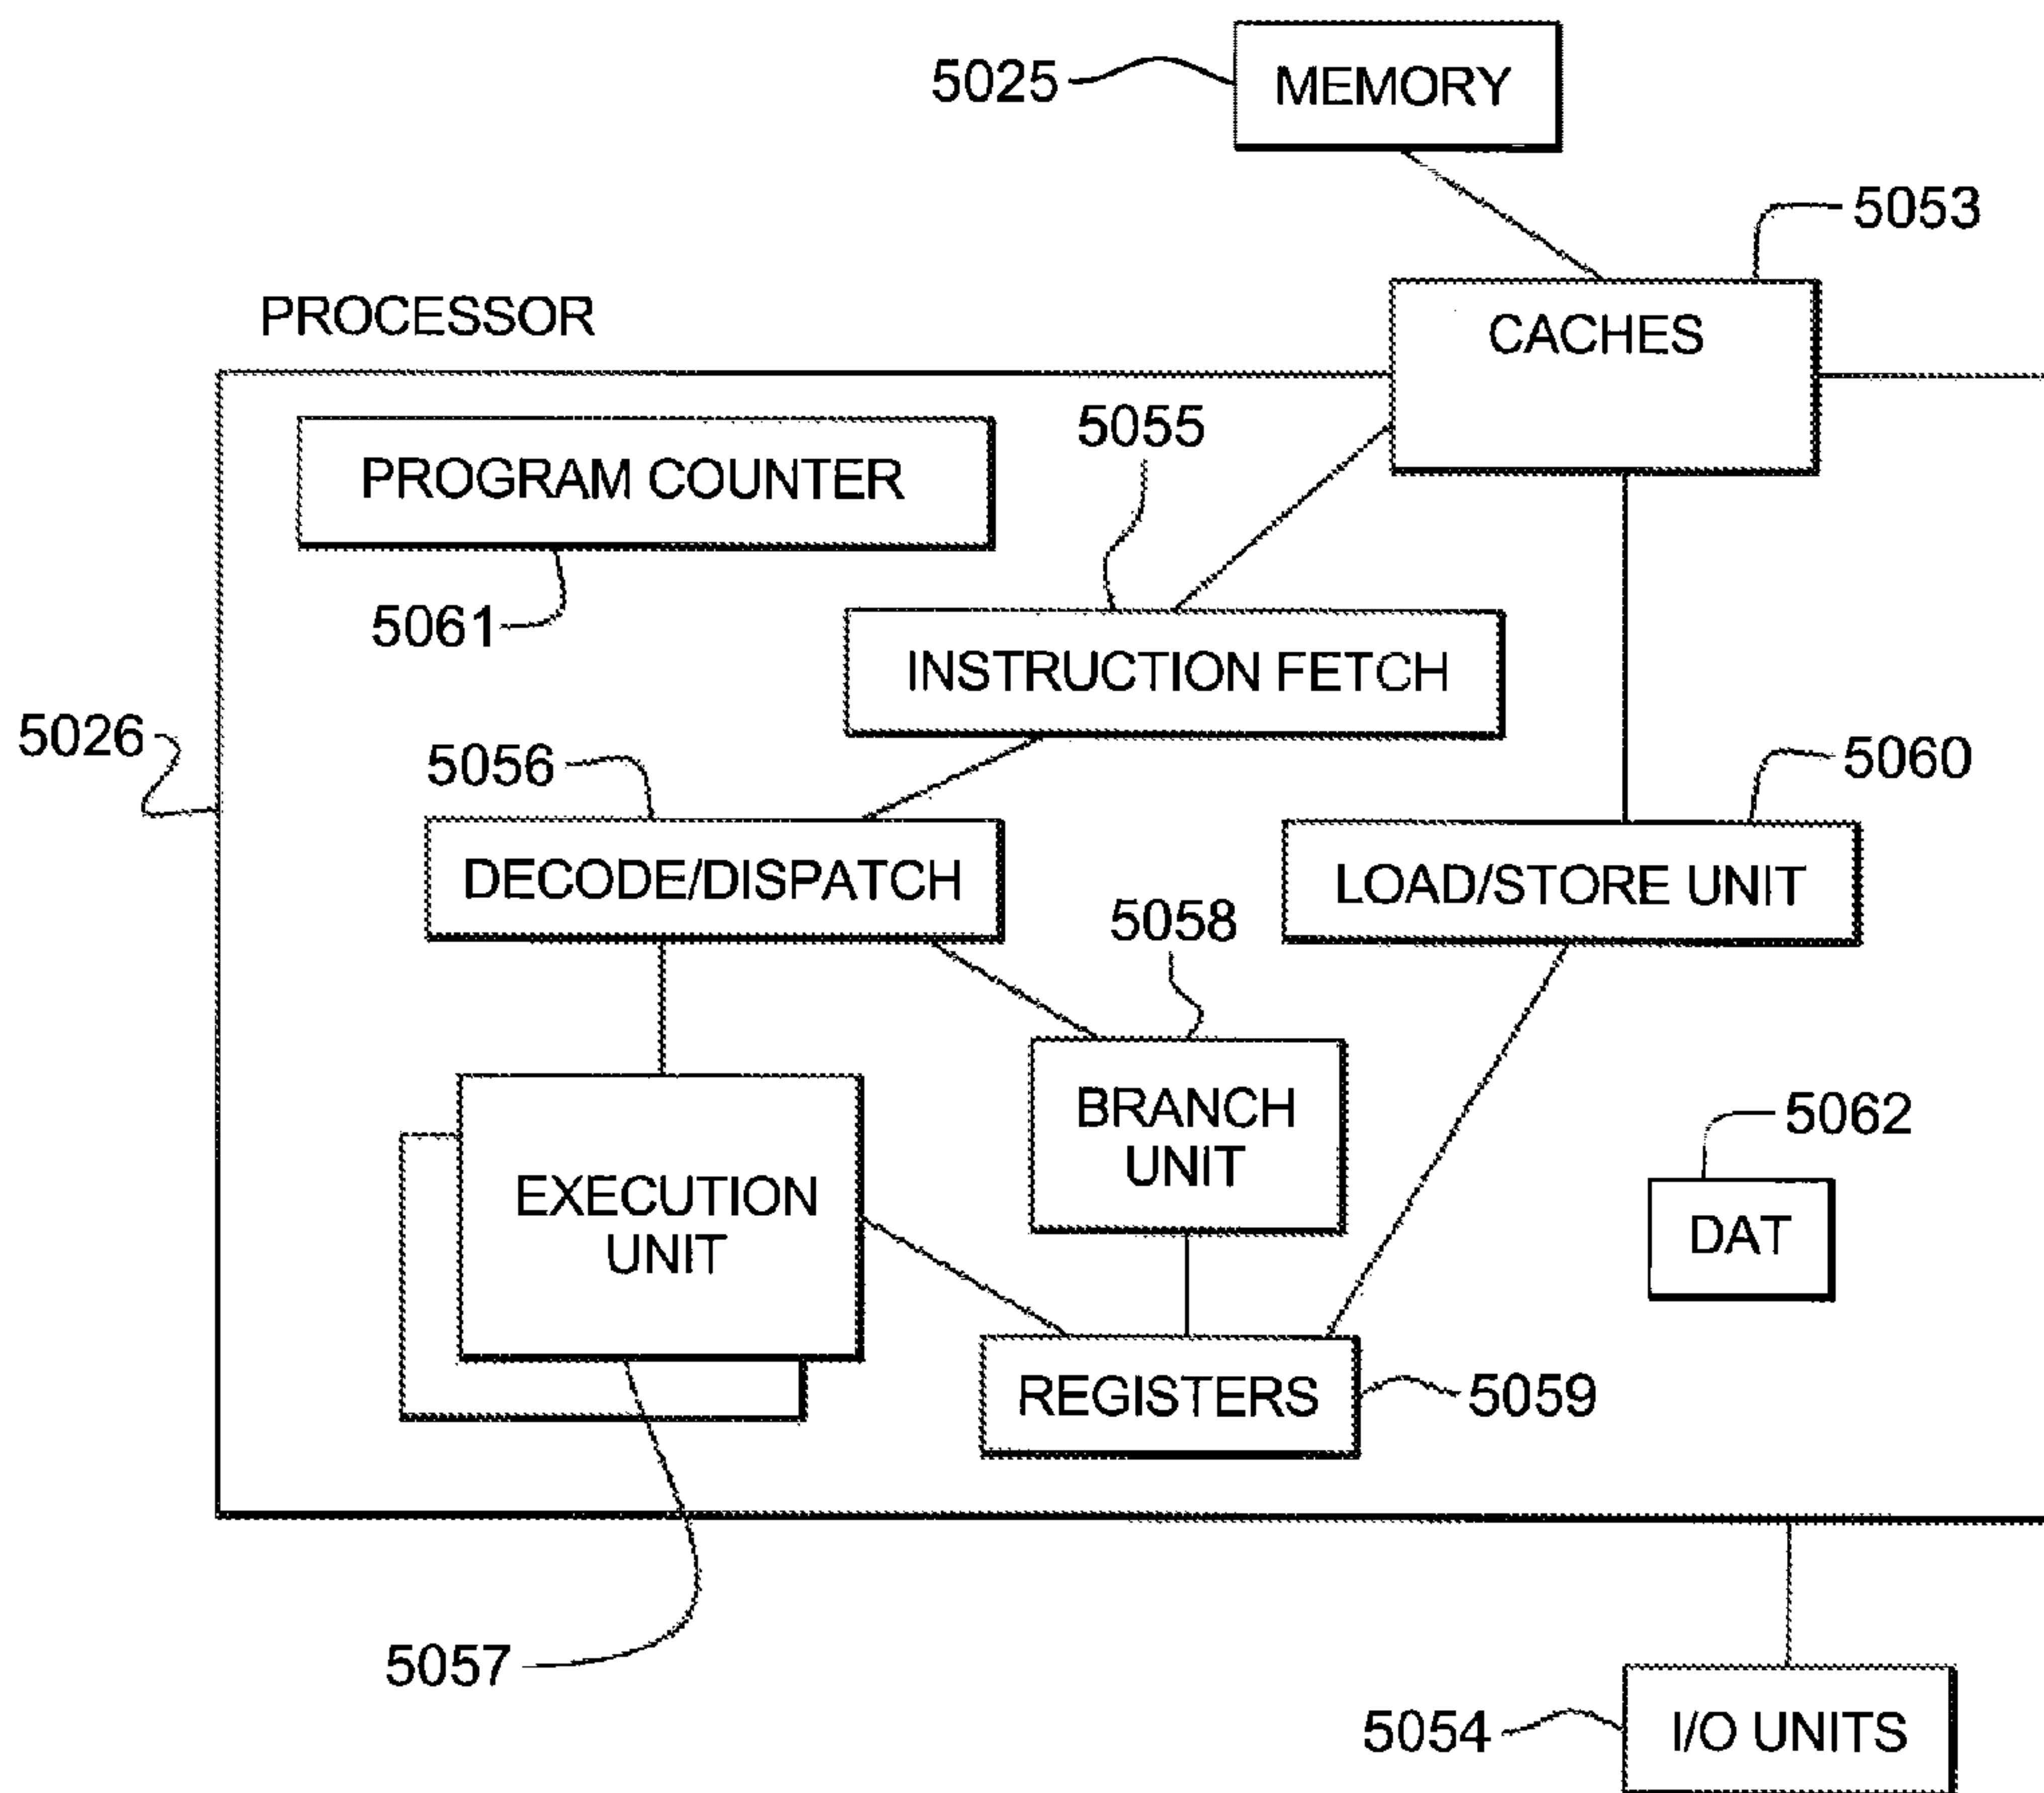 MEMORY
5025
5053
CACHES
PROCESSOR
5055
PROGRAM COUNTER
5061
INSTRUCTION FETCH
5026
5056
5060
DECODE/DISPATCH
LOAD/STORE UNIT
5058
BRANCH
UNIT
5062
EXECUTION
UNIT
DAT
REGISTERS
5059
5057
5054
I/O UNITS